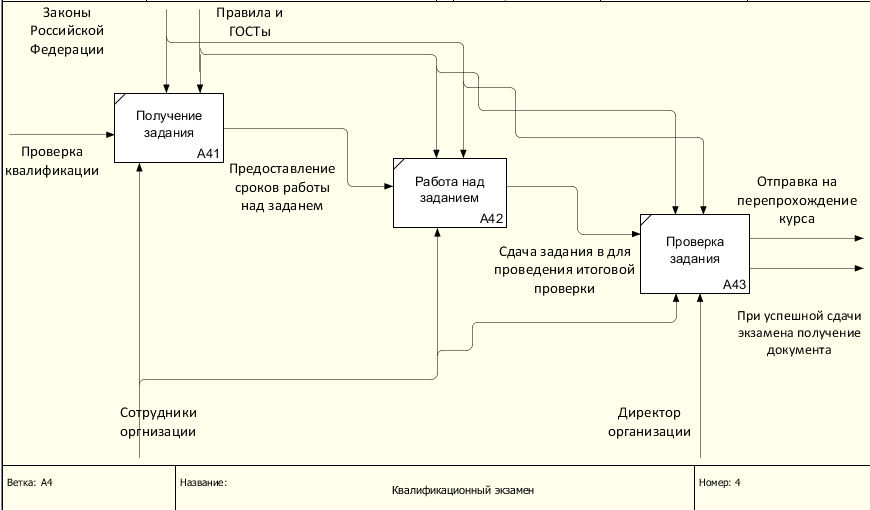 Законы
Российской
Федерации
Правила и
ГОСТы
Получение
задания
A41
Проверка
квалификации
Предоставление
сроков работы
над заданем
Работа над
заданием
A42
Отправка на
перепрохождение
курса
Сдача задания в для
проведения итоговой
проверки
Проверка
задания
A43
При успешной сдачи
экзамена получение
документа
Сотрудники
оргнизации
Директор
организации
Ветка: A4
Название:
Квалификационный экзамен
Номер: 4